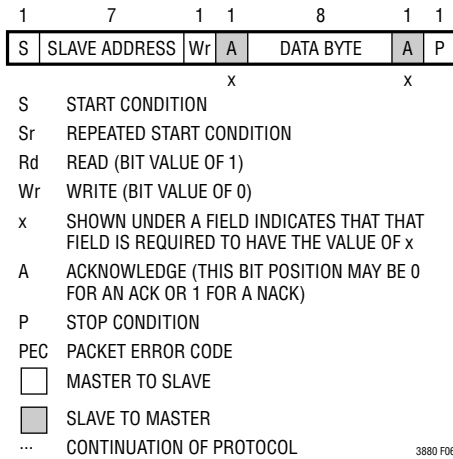 1 7 1 1 8 1 1
S SLAVE ADDRESS Wr A DATA BYTE A P
x x
S START CONDITION
Sr REPEATED START CONDITION
Rd READ (BIT VALUE OF 1)
Wr WRITE (BIT VALUE OF 0)
x SHOWN UNDER A FIELD INDICATES THAT THAT
FIELD IS REQUIRED TO HAVE THE VALUE OF x
A ACKNOWLEDGE (THIS BIT POSITION MAY BE 0
FOR AN ACK OR 1 FOR A NACK)
P STOP CONDITION
PEC PACKET ERROR CODE
MASTER TO SLAVE
SLAVE TO MASTER
... CONTINUATION OF PROTOCOL
3880 F06